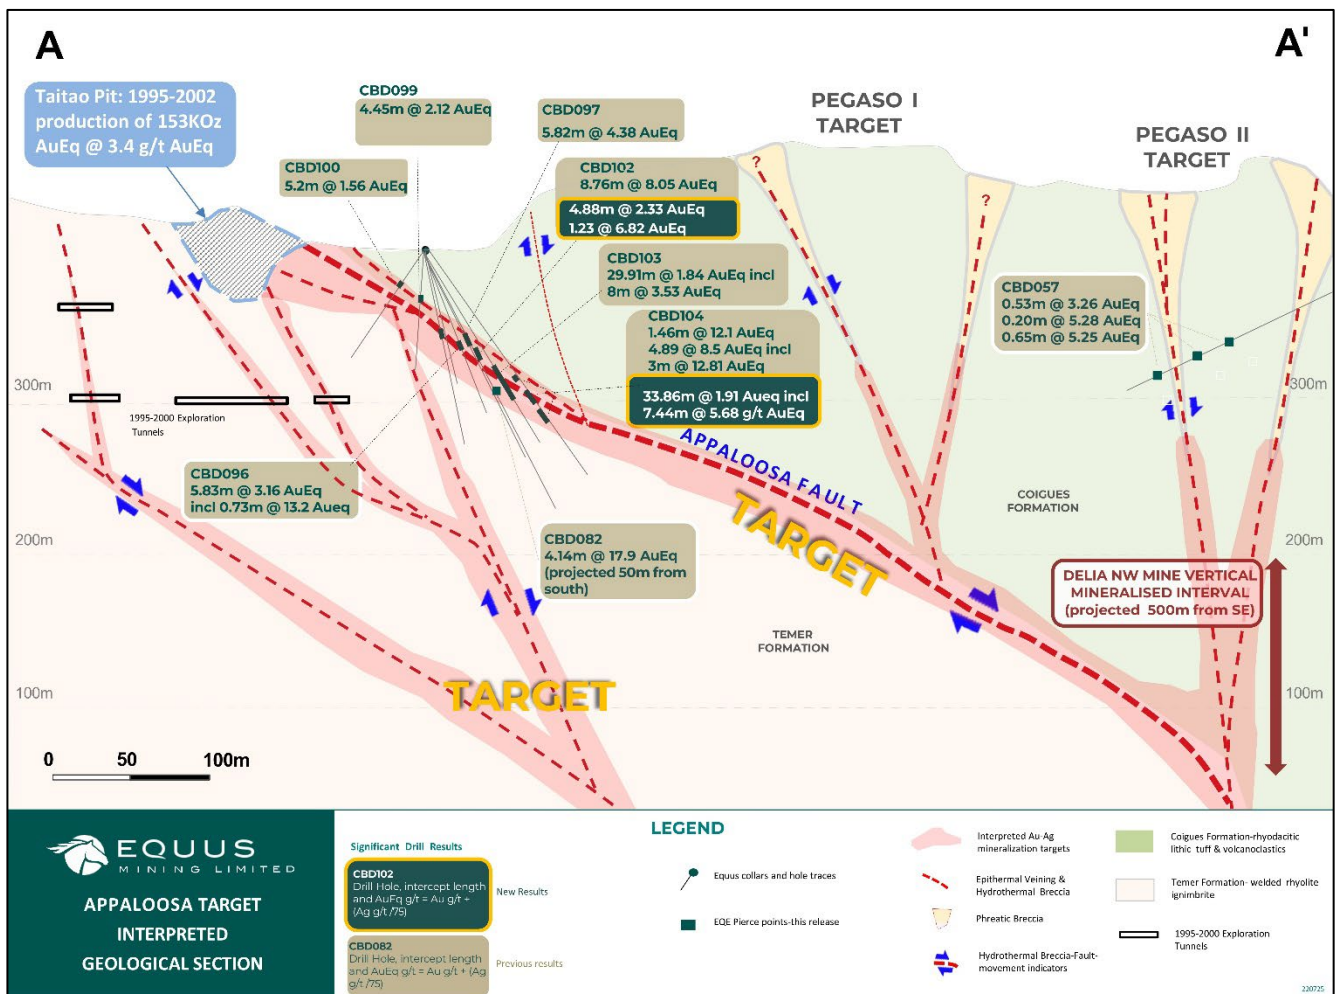 A
A'
Taitao Pit: 1995-2002
production of 153KOz
AuEq @ 3.4 g/t AuEq
CBD099
4.45m @ 2.12 AuEq
CBD097
5.82m @ 4.38 AuEq
PEGASO I
TARGET
PEGASO II
TARGET
CBD100
5.2m @ 1.56 AuEq
CBD102
8.76m @ 8.05 AuEq
4.88m @ 2.33 AuEq
1.23 @ 6.82 AuEq
?
?
CBD103
29.91m @ 1.84 AuEq incl
8m @ 3.53 AuEq
CBD057
0.53m @ 3.26 AuEq
0.20m @ 5.28 AuEq
0.65m @ 5.25 AuEq
CBD104
1.46m @ 12.1 AuEq
4.89 @ 8.5 AuEq incl
3m @ 12.81 AuEq
33.86m @ 1.91 Aueq incl
7.44m @ 5.68 g/t AuEq
300m
300m
1995-2000 Exploration
Tunnels
APPALOOSA FAULT
CBD096
5.83m @ 3.16 AuEq
incl 0.73m @ 13.2 Aueq
TARGET
COIGUES
FORMATION
CBD082
4.14m @ 17.9 AuEq
(projected 50m from
south)
200m
200m
DELIA NW MINE VERTICAL
MINERALISED INTERVAL
(projected 500m from SE)
TEMER
FORMATION
TARGET
100m
100m
0 50 100m
EQUUS
MINING LIMITED
APPALOOSA TARGET
INTERPRETED
GEOLOGICAL SECTION
LEGEND
Significant Drill Results
CBD102
Drill Hole, intercept length
and AuEq g/t = Au g/t +
(Ag g/t /75)
New Results
CBD082
Drill Hole, intercept length
and AuEq g/t = Au g/t + (Ag
g/t /75)
Previous results
Equus collars and hole traces
EQE Pierce points-this release
Interpreted Au-Ag
mineralization targets
Epithermal Veining &
Hydrothermal Breccia
Phreatic Breccia
Hydrothermal Breccia-Fault-
movement indicators
Coigues Formation-rhyodacitic
lithic tuff & volcanoclastics
Temer Formation- welded rhyolite
ignimbrite
1995-2000 Exploration
Tunnels
220725